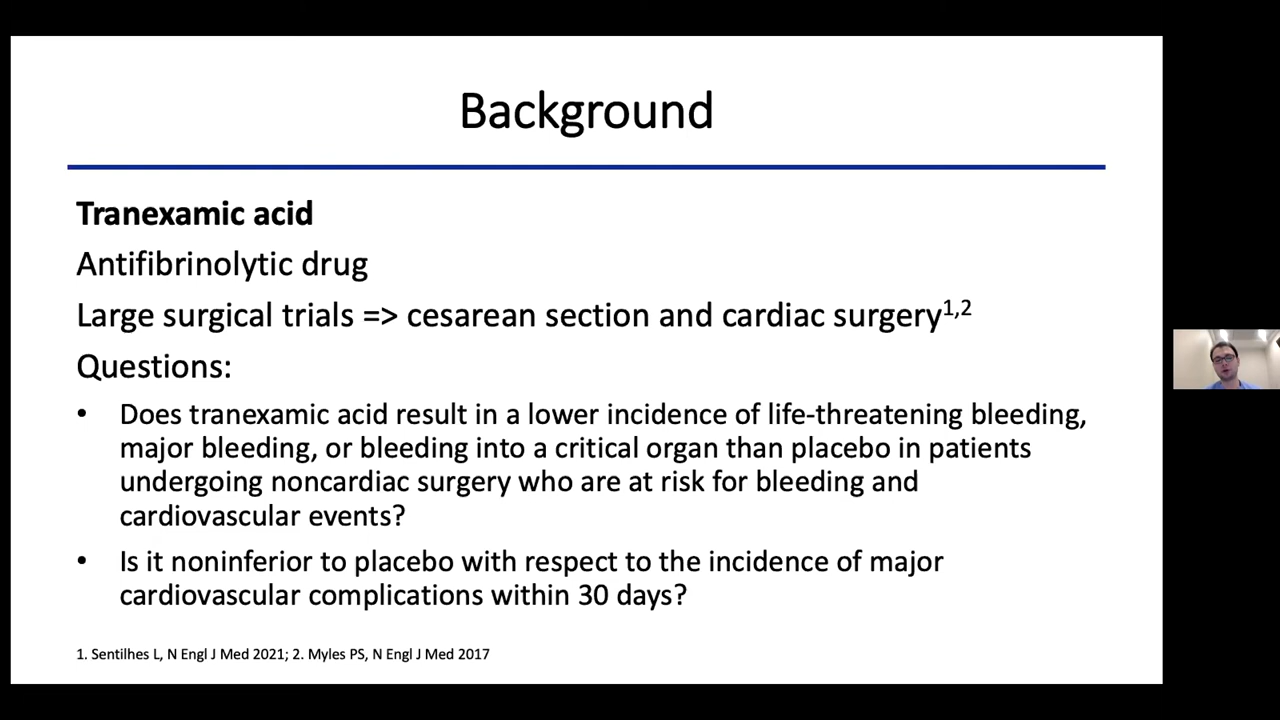 Background
Tranexamic acid
Antifibrinolytic drug
Large surgical trials => cesarean section and cardiac surgery1,2
Questions:
• Does tranexamic acid result in a lower incidence of life-threatening bleeding,
major bleeding, or bleeding into a critical organ than placebo in patients
undergoing noncardiac surgery who are at risk for bleeding and
cardiovascular events?
• Is it noninferior to placebo with respect to the incidence of major
cardiovascular complications within 30 days?
1. Sentilhes L, N Engl J Med 2021; 2. Myles PS, N Engl J Med 2017